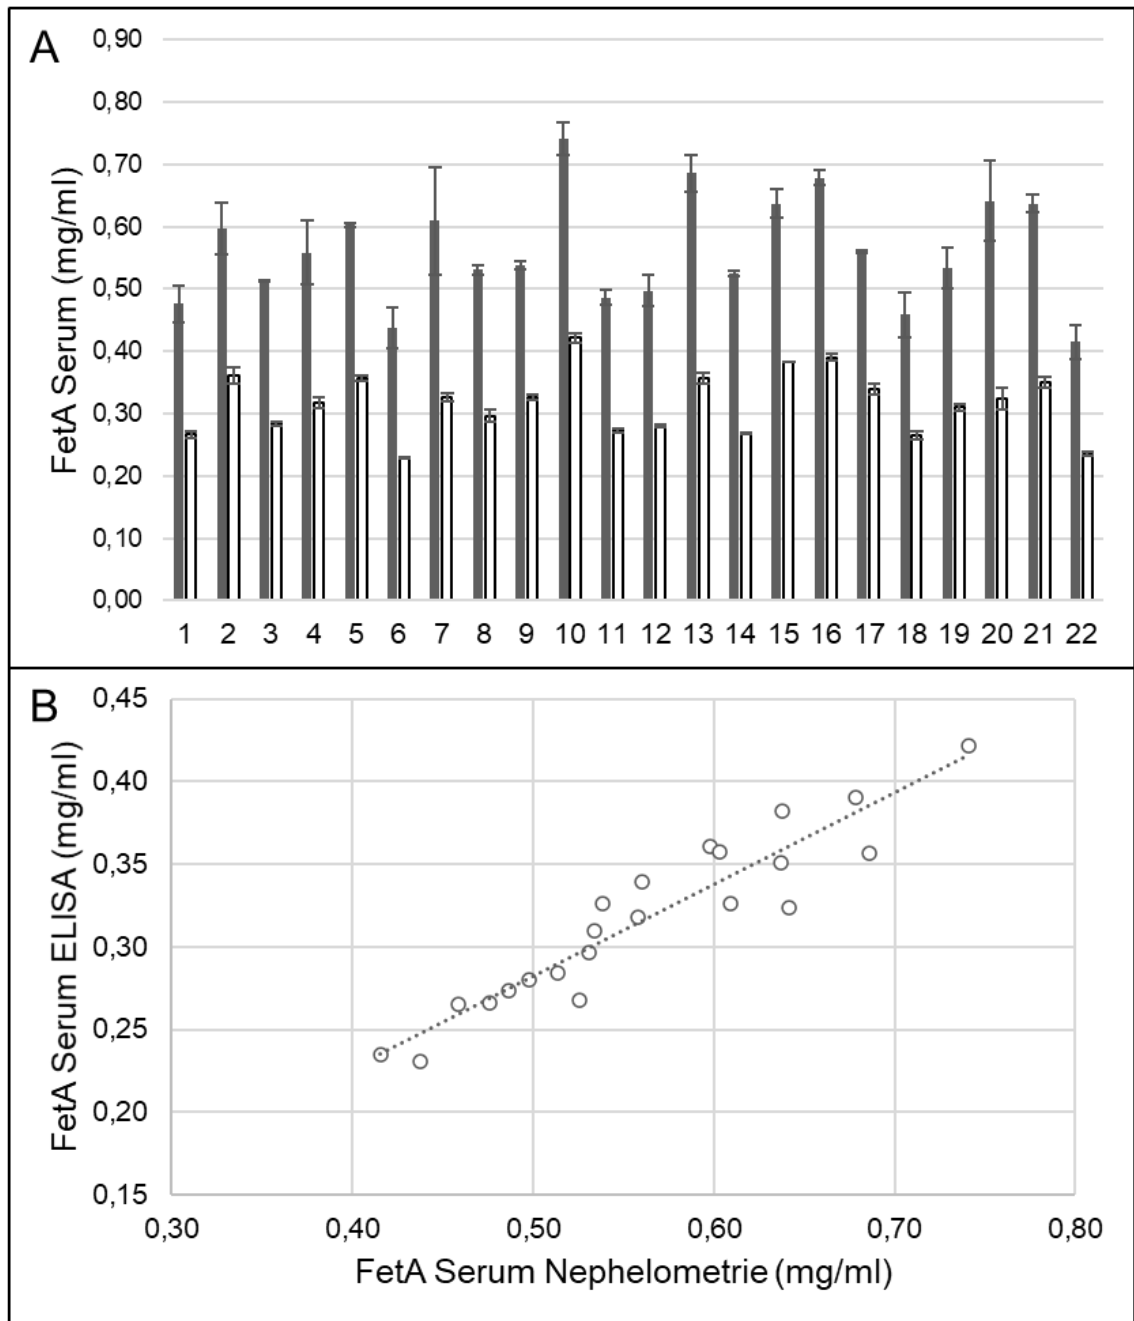 A
0,90
0,80
0,70
0,60
0,50
0,40
0,30
0,20
0,10
0,00
FetA Serum (mg/ml)
1 2 3 4 5 6 7 8 9 10 11 12 13 14 15 16 17 18 19 20 21 22
B
0,45
0,40
0,35
0,30
0,25
0,20
0,15
FetA Serum ELISA (mg/ml)
0,30 0,40 0,50 0,60 0,70 0,80
FetA Serum Nephelometrie (mg/ml)